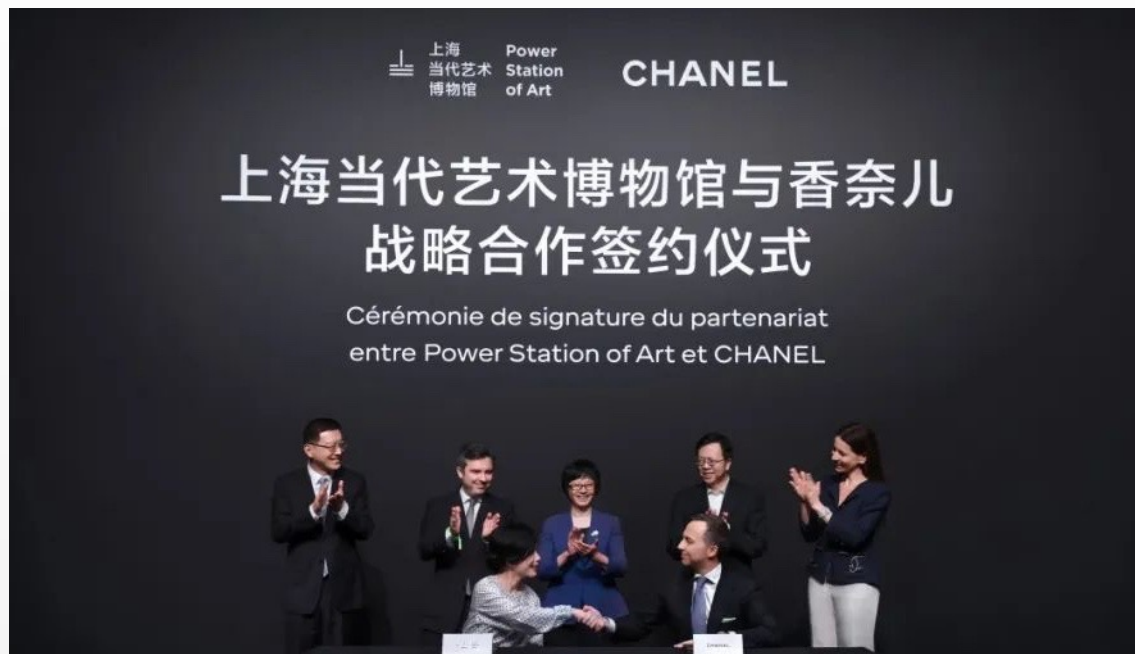 上海
当代艺术
博物馆
Power
Station
of Art
CHANEL
上海当代艺术博物馆与香奈儿
战略合作签约仪式
Cérémonie de signature du partenariat
entre Power Station of Art et CHANEL
CHANEL